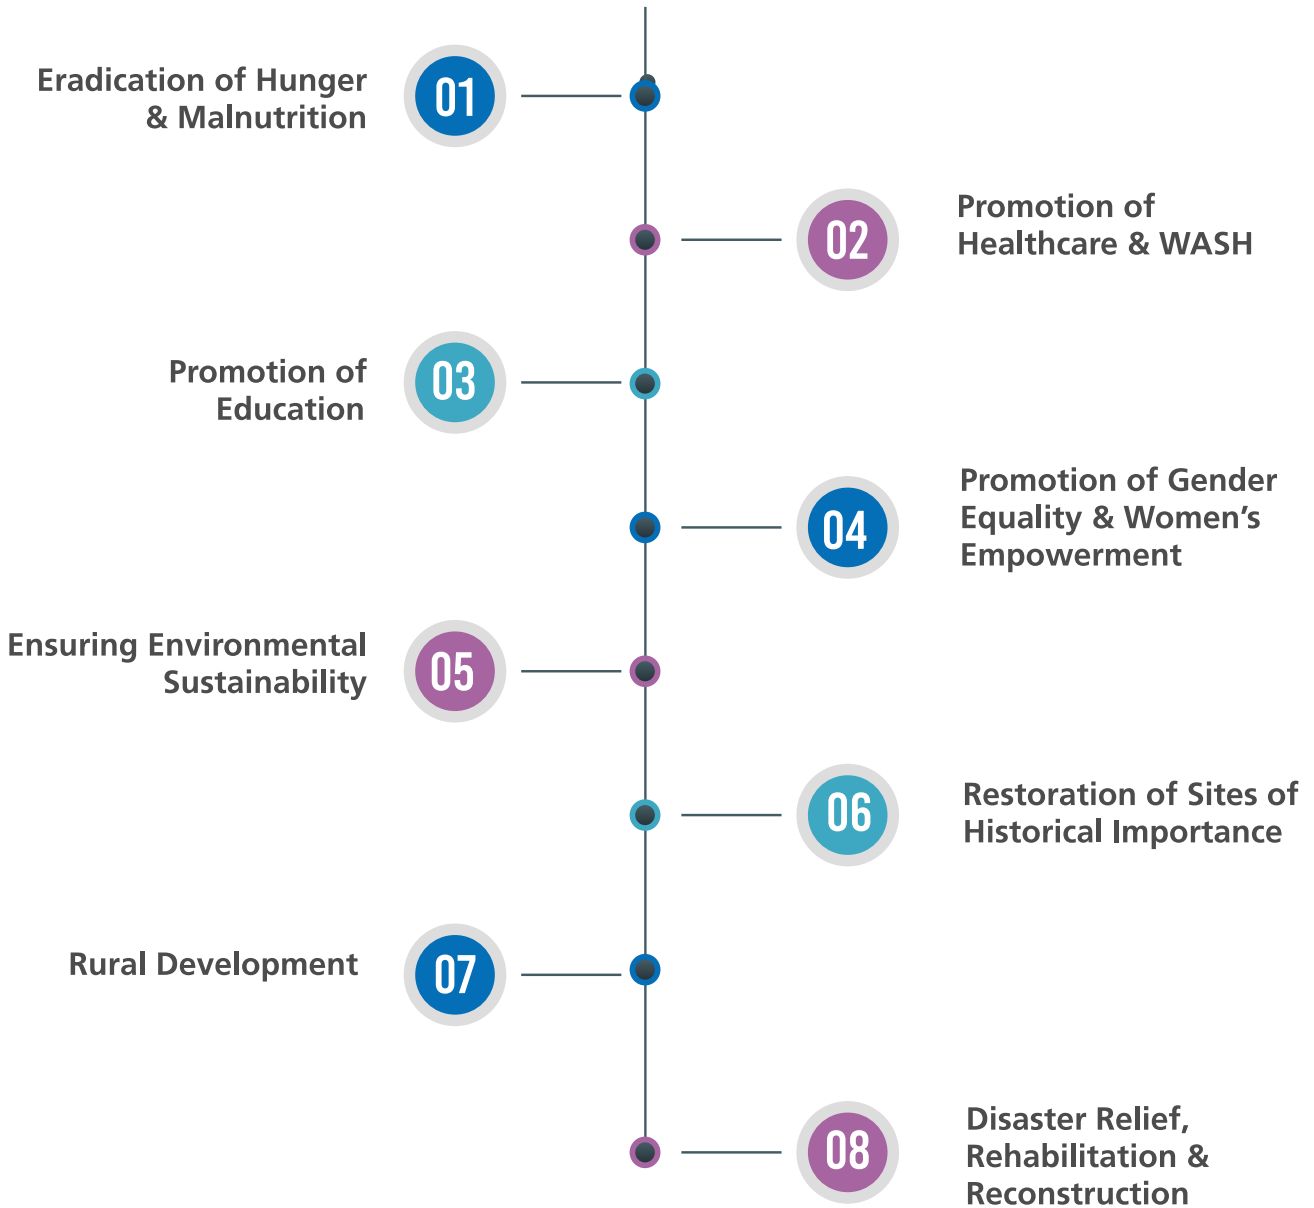 Eradication of Hunger
& Malnutrition
01
02
Promotion of
Healthcare & WASH
Promotion of
Education
03
04
Promotion of Gender
Equality & Women’s
Empowerment
Ensuring Environmental
Sustainability
05
06
Restoration of Sites of
Historical Importance
Rural Development
07
08
Disaster Relief,
Rehabilitation &
Reconstruction